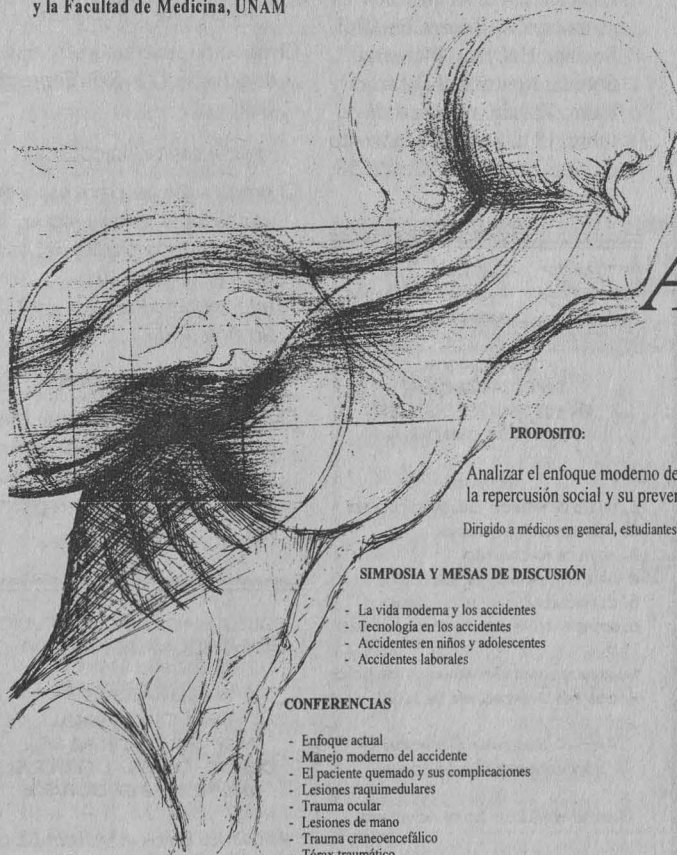 y la Facultad de Medicina, UNAM
A
PROPOSITO:
Analizar el enfoque moderno de
la repercusión social y su preven
Dirigido a médicos en general, estudiantes
SIMPOSIA Y MESAS DE DISCUSIÓN
- La vida moderna y los accidentes
- Tecnología en los accidentes
- Accidentes en niños y adolescentes
- Accidentes laborales
CONFERENCIAS
- Enfoque actual
- Manejo moderno del accidente
- El paciente quemado y sus complicaciones
- Lesiones raquimedulares
- Trauma ocular
- Lesiones de mano
- Trauma craneoencefálico
- Tórax traumático